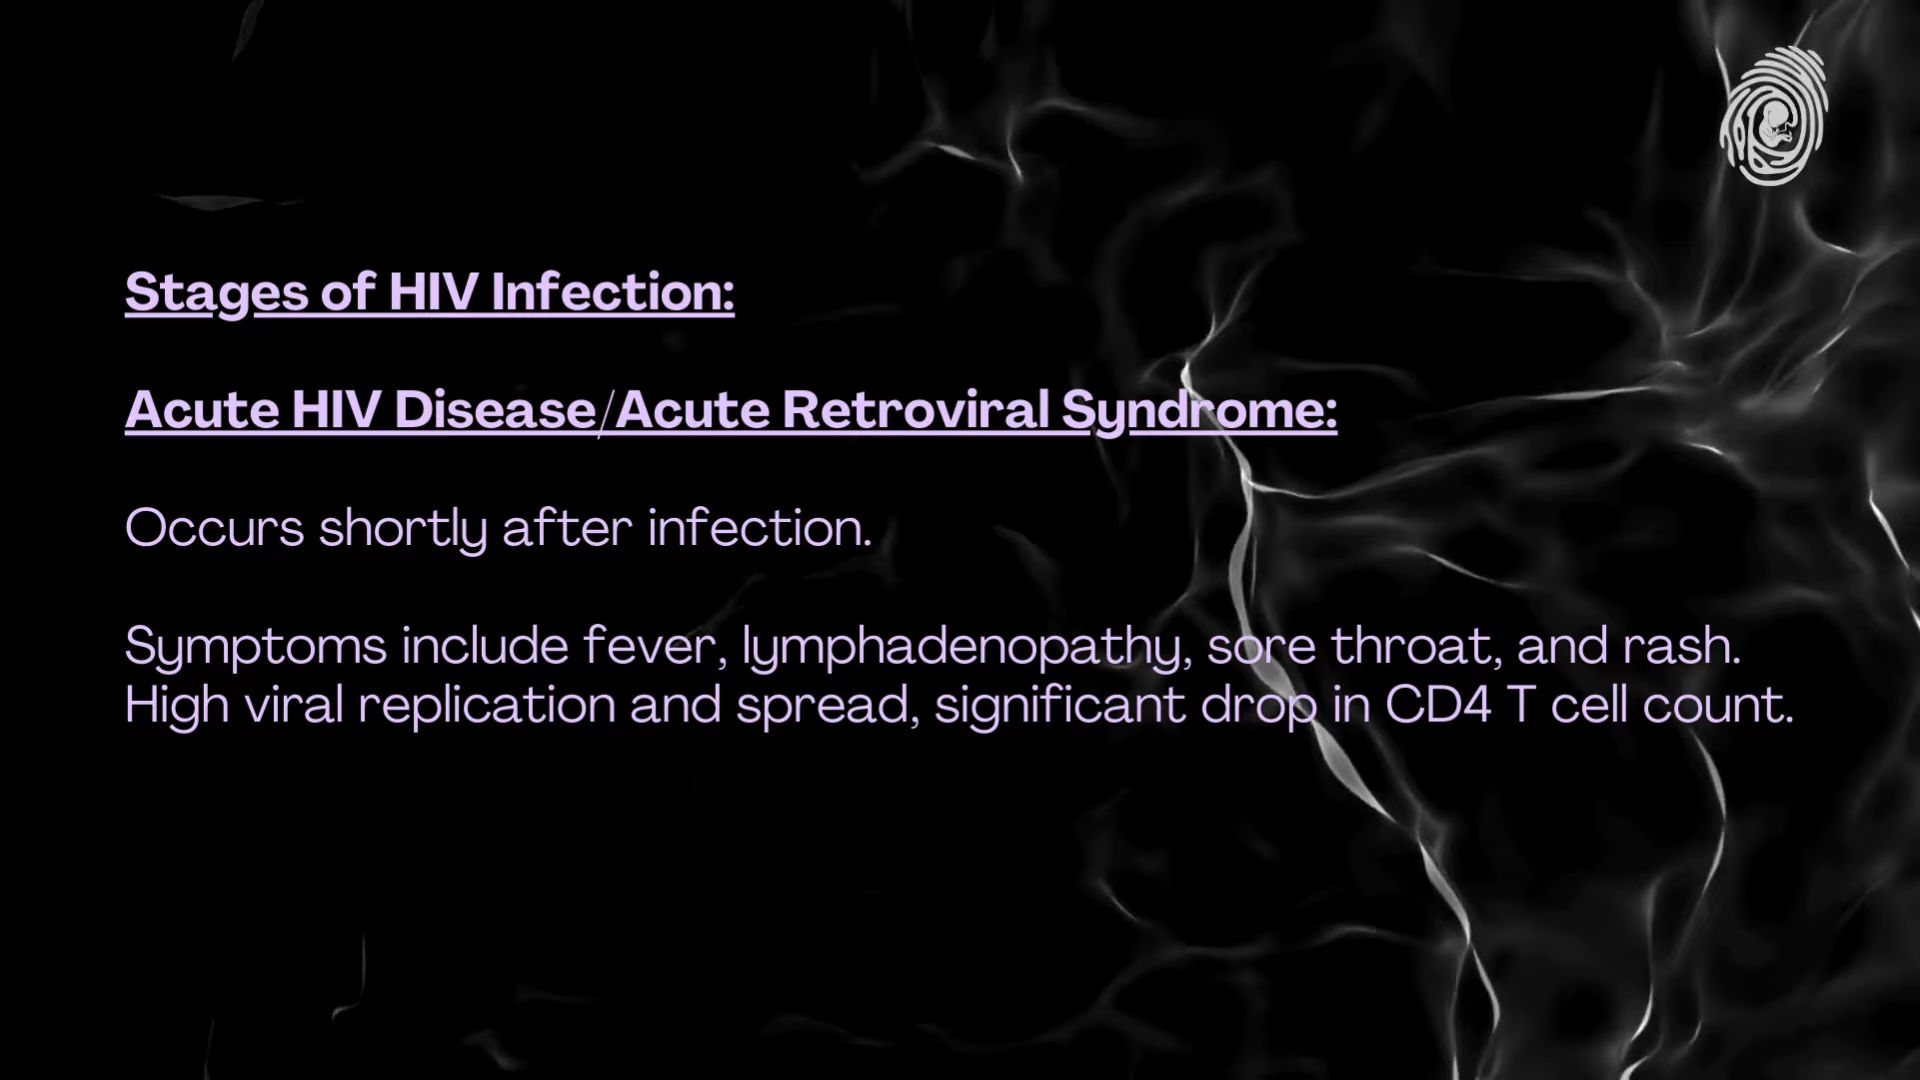 Stages of HIV Infection:
Acute HIV Disease/Acute Retroviral Syndrome:
Occurs shortly after infection.
Symptoms include fever, lymphadenopathy, sore throat, and rash.
High viral replication and spread, significant drop in CD4 T cell count.